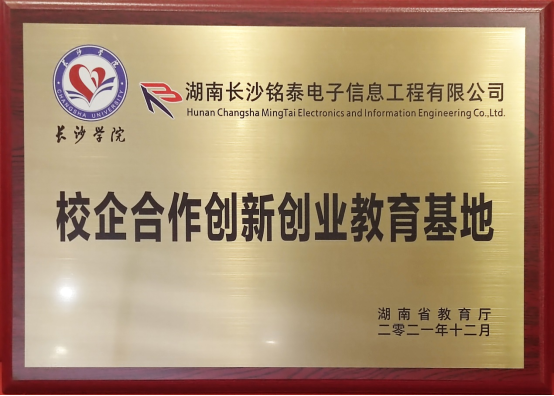 长沙学院
CHANGSHA UNIVERSITY
长沙学院
湖南长沙铭泰电子信息工程有限公司
Hunan Changsha MingTai Electronics and Information Engineering Co.,Ltd.
校企合作创新创业教育基地
湖南省教育厅
二零二一年十二月